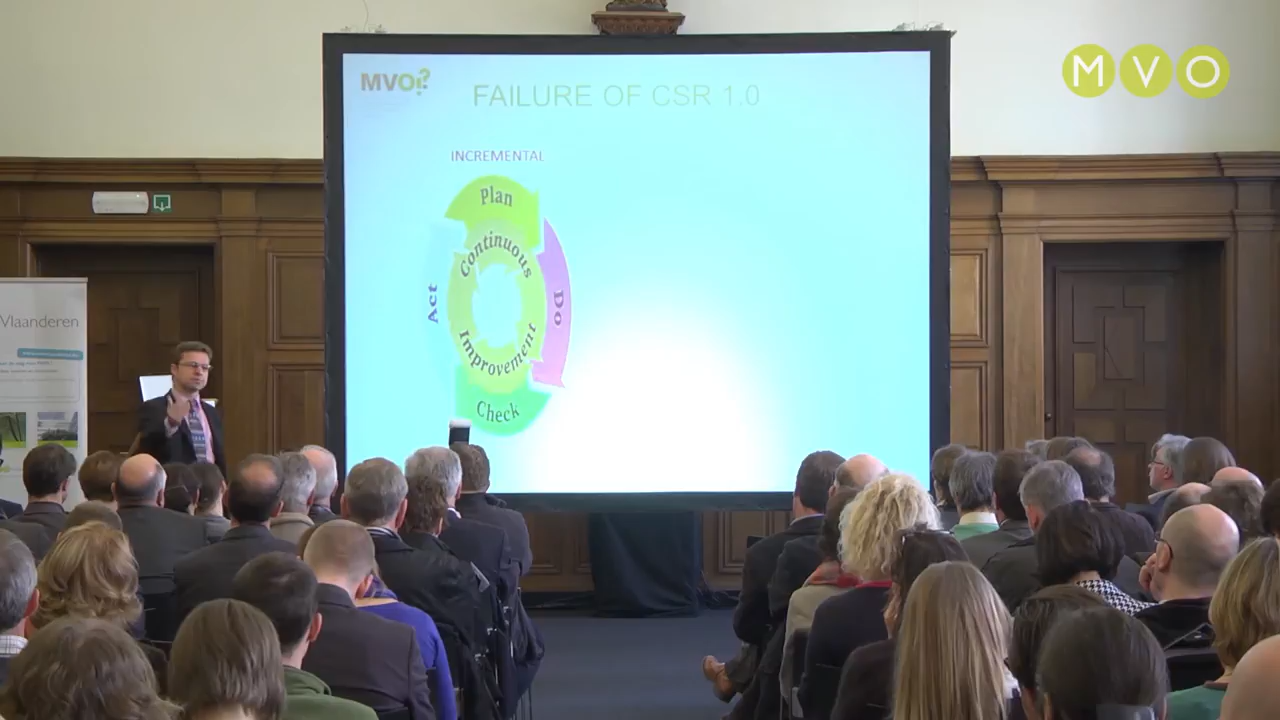 MVO
MVO?
FAILURE OF CSR 1.0
INCREMENTAL
Plan
Continuous
Do
Act
Improvement
Check
Vlaanderen